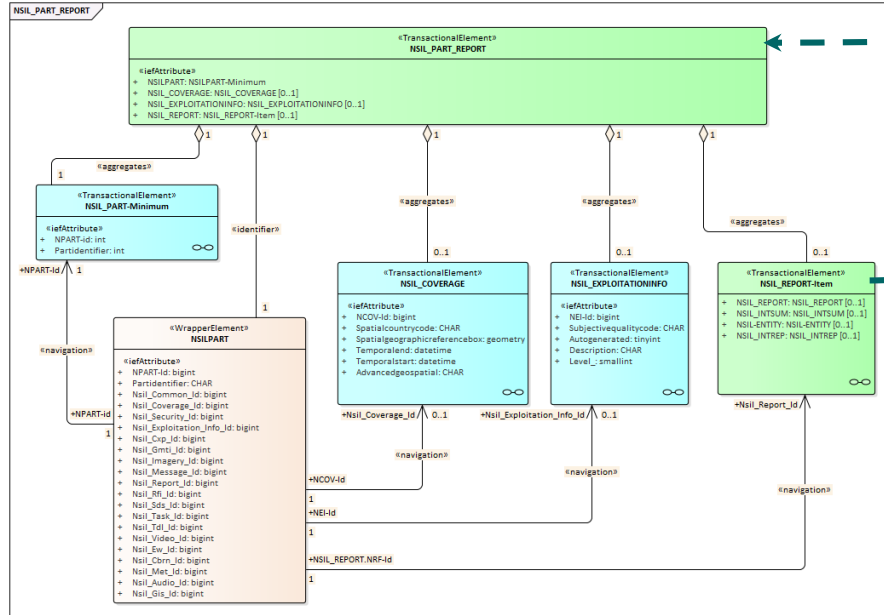 NSIL_PART_REPORT
«TransactionalElement»
NSIL_PART_REPORT
«iefAttribute»
+ NSILPART: NSILPART-Minimum
+ NSIL_COVERAGE: NSIL_COVERAGE [0..1]
+ NSIL_EXPLOITATIONINFO: NSIL_EXPLOITATIONINFO [0..1]
+ NSIL_REPORT: NSIL_REPORT-Item [0..1]
1
1
1
1
1
«aggregates»
1
«TransactionalElement»
NSIL_PART-Minimum
«iefAttribute»
+ NPART-id: int
+ Partidentifier: int
+NPART-Id 1
«navigation»
+NPART-id
1
«identifier»
1
«aggregates»
0..1
«aggregates»
0..1
«aggregates»
0..1
«TransactionalElement»
NSIL_COVERAGE
«iefAttribute»
+ NCOV-Id: bigint
+ Spatialcountrycode: CHAR
+ Spatialgeographicreferencebox: geometry
+ Temporalend: datetime
+ Temporalstart: datetime
+ Advancedgeospatial: CHAR
«TransactionalElement»
NSIL_EXPLOITATIONINFO
«iefAttribute»
+ NEI-Id: bigint
+ Subjectivequalitycode: CHAR
+ Autogenerated: tinyint
+ Description: CHAR
+ Level_: smallint
«TransactionalElement»
NSIL_REPORT-Item
«iefAttribute»
+ NSIL_REPORT: NSIL_REPORT [0..1]
+ NSIL_INTSUM: NSIL_INTSUM [0..1]
+ NSIL-ENTITY: NSIL-ENTITY [0..1]
+ NSIL_INTREP: NSIL_INTREP [0..1]
«WrapperElement»
NSILPART
«iefAttribute»
+ NPART-Id: bigint
+ Partidentifier: CHAR
+ Nsil_Common_Id: bigint
+ Nsil_Coverage_Id: bigint
+ Nsil_Security_Id: bigint
+ Nsil_Exploitation_Info_Id: bigint
+ Nsil_Cxp_Id: bigint
+ Nsil_Gmti_Id: bigint
+ Nsil_Imagery_Id: bigint
+ Nsil_Message_Id: bigint
+ Nsil_Report_Id: bigint
+ Nsil_Rfi_Id: bigint
+ Nsil_Sds_Id: bigint
+ Nsil_Task_Id: bigint
+ Nsil_Tdl_Id: bigint
+ Nsil_Video_Id: bigint
+ Nsil_Ew_Id: bigint
+ Nsil_Cbrn_Id: bigint
+ Nsil_Met_Id: bigint
+ Nsil_Audio_Id: bigint
+ Nsil_Gis_Id: bigint
+Nsil_Coverage_Id 0..1
+Nsil_Exploitation_Info_Id 0..1
+Nsil_Report_Id
«navigation»
«navigation»
«navigation»
+NCOV-Id
1
+NEI-Id
1
+NSIL_REPORT.NRF-Id
1